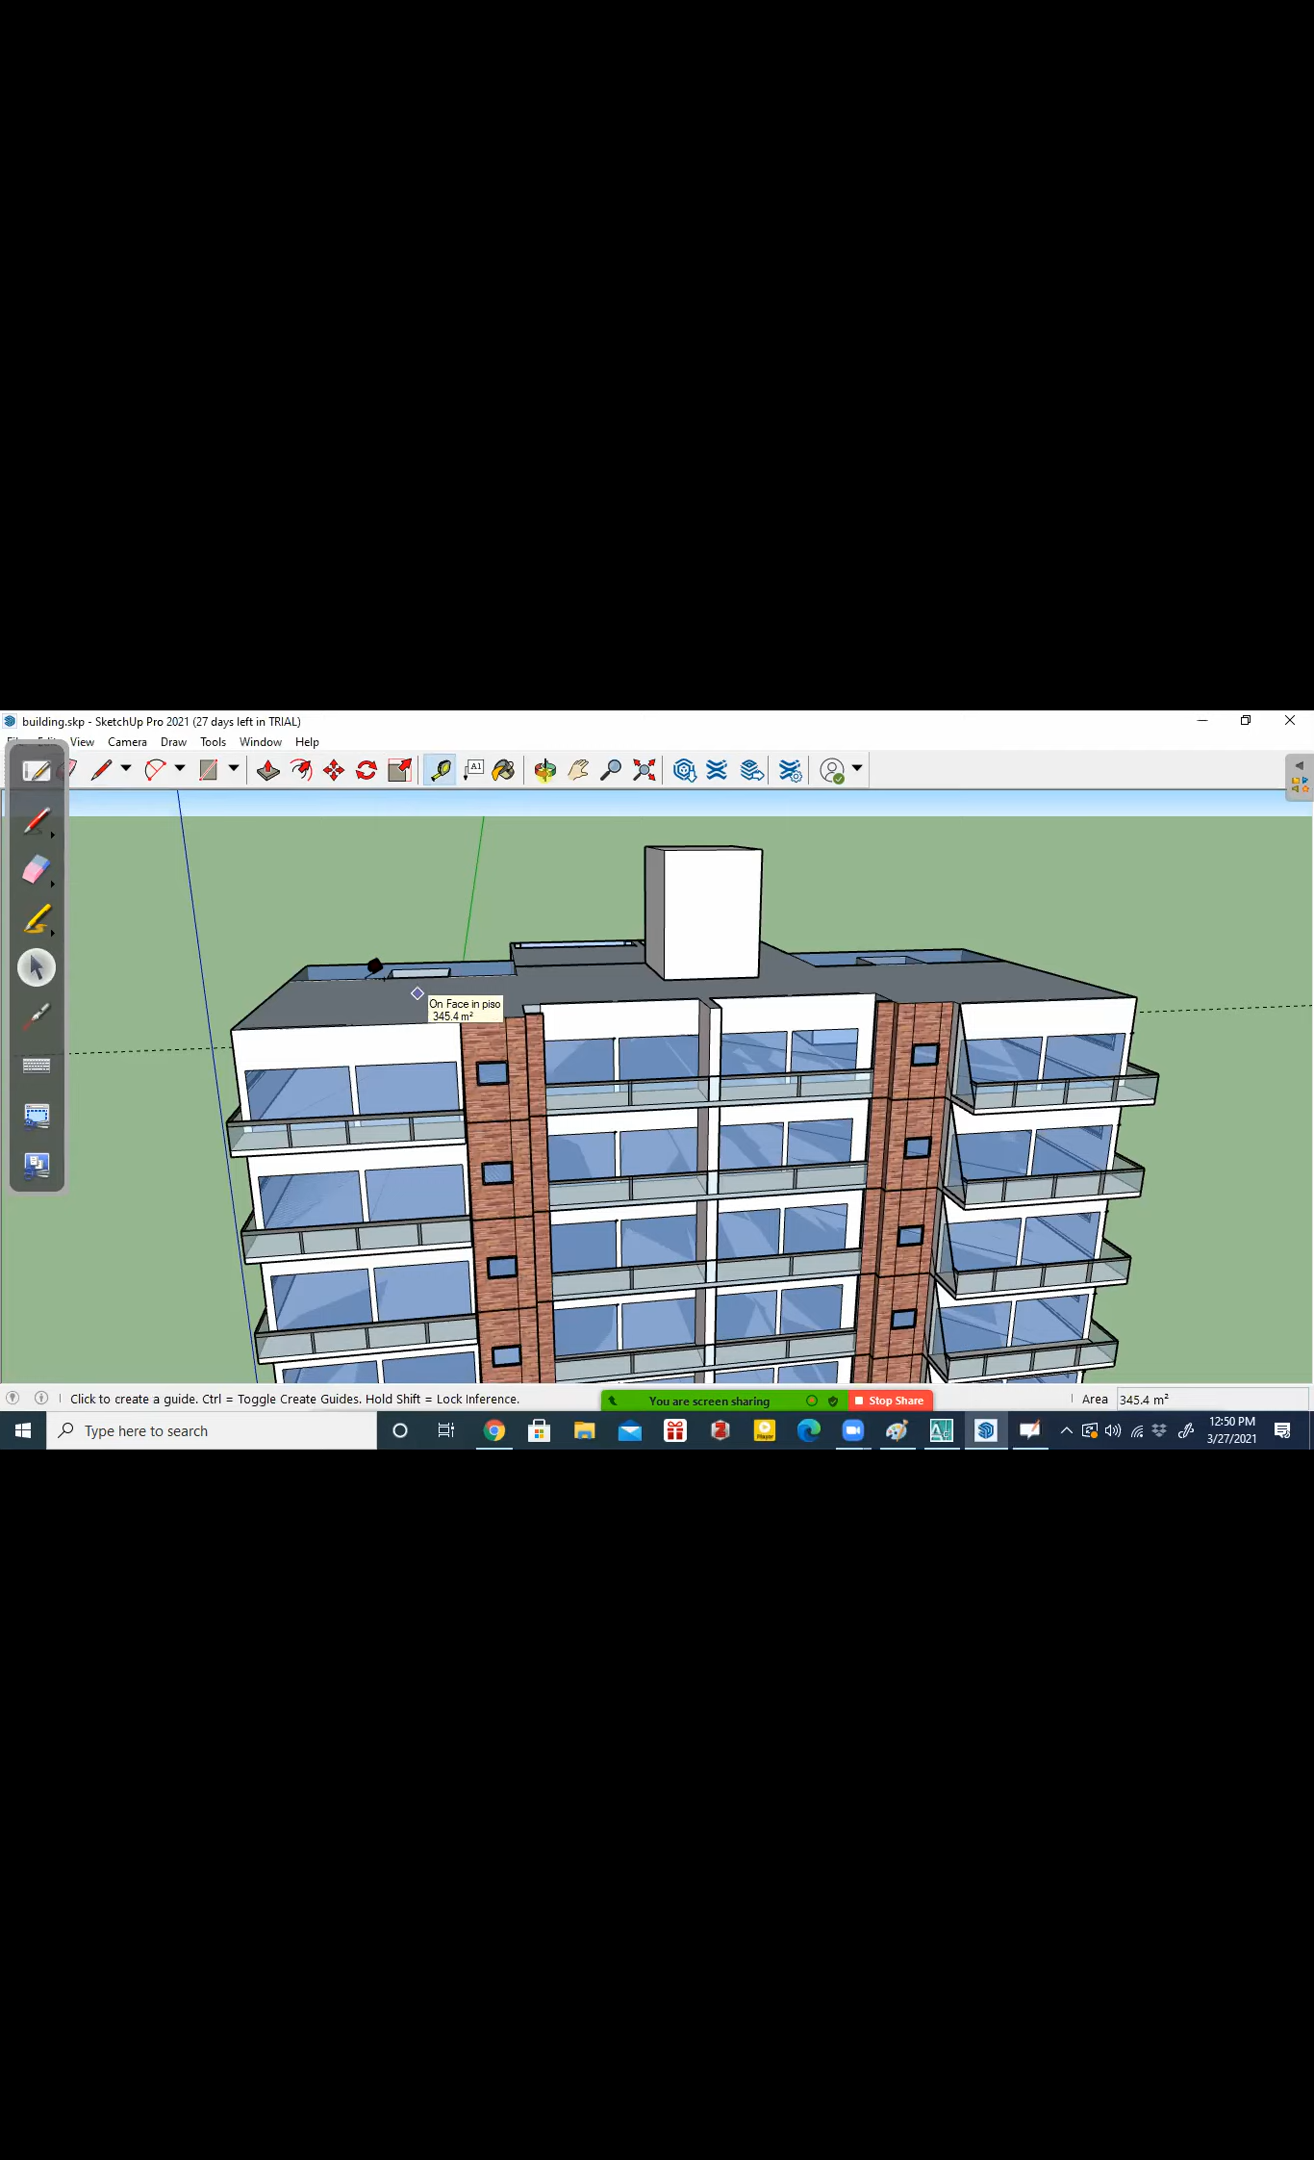 building.skp - SketchUp Pro 2021 (27 days left in TRIAL)
View Camera Draw Tools Window Help
A1
On Face in piso
345.4 m²
Click to create a guide. Ctrl = Toggle Create Guides. Hold Shift = Lock Inference.
You are screen sharing
Stop Share
Area 345.4 m²
Type here to search
Player
12:50 PM
3/27/2021